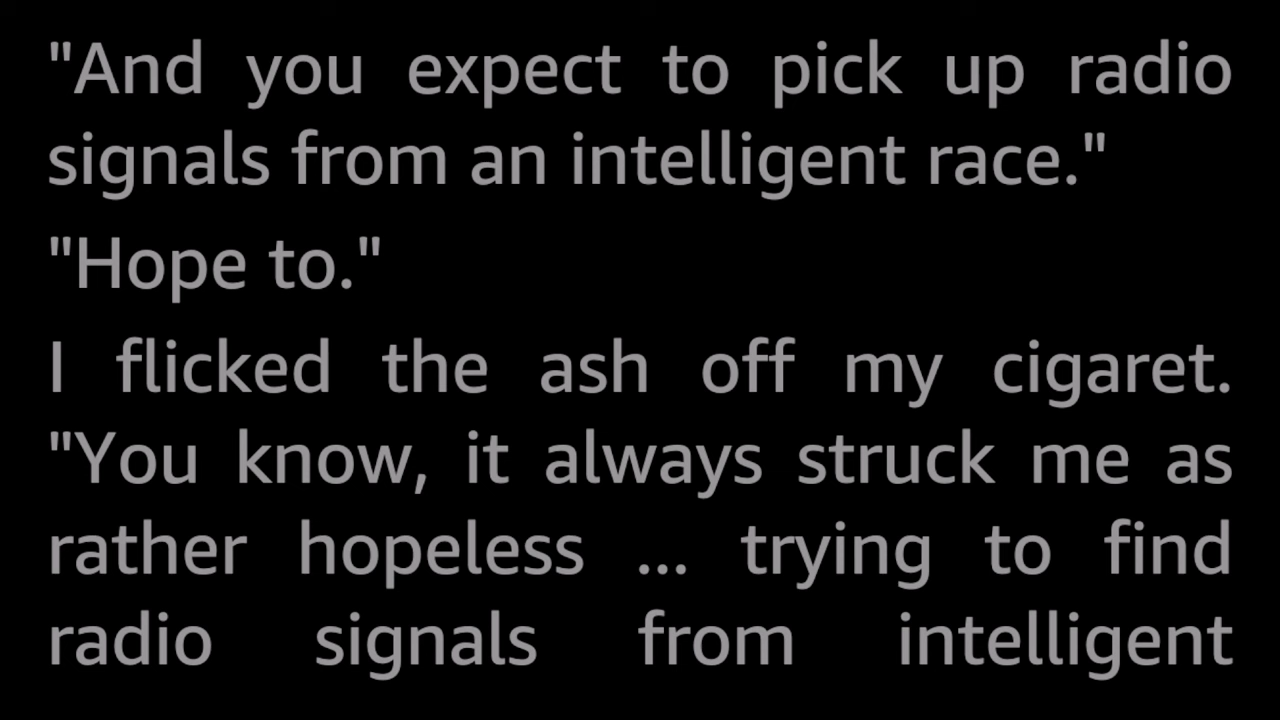 "And you expect to pick up radio
signals from an intelligent race."
"Hope to."
I flicked the ash off my cigaret.
"You know, it always struck me as
rather hopeless ... trying to find
radio signals from intelligent